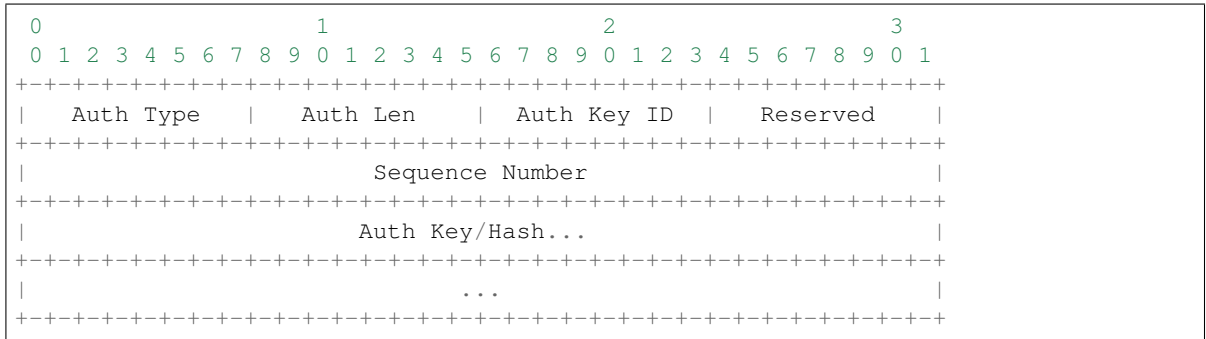 0                   1                   2                   3
 0 1 2 3 4 5 6 7 8 9 0 1 2 3 4 5 6 7 8 9 0 1 2 3 4 5 6 7 8 9 0 1
+-+-+-+-+-+-+-+-+-+-+-+-+-+-+-+-+-+-+-+-+-+-+-+-+-+-+-+-+-+-+-+-+
|   Auth Type   |   Auth Len    |  Auth Key ID  |   Reserved    |
+-+-+-+-+-+-+-+-+-+-+-+-+-+-+-+-+-+-+-+-+-+-+-+-+-+-+-+-+-+-+-+-+
|                        Sequence Number                        |
+-+-+-+-+-+-+-+-+-+-+-+-+-+-+-+-+-+-+-+-+-+-+-+-+-+-+-+-+-+-+-+-+
|                       Auth Key/Hash...                        |
+-+-+-+-+-+-+-+-+-+-+-+-+-+-+-+-+-+-+-+-+-+-+-+-+-+-+-+-+-+-+-+-+
|                              ...                              |
+-+-+-+-+-+-+-+-+-+-+-+-+-+-+-+-+-+-+-+-+-+-+-+-+-+-+-+-+-+-+-+-+